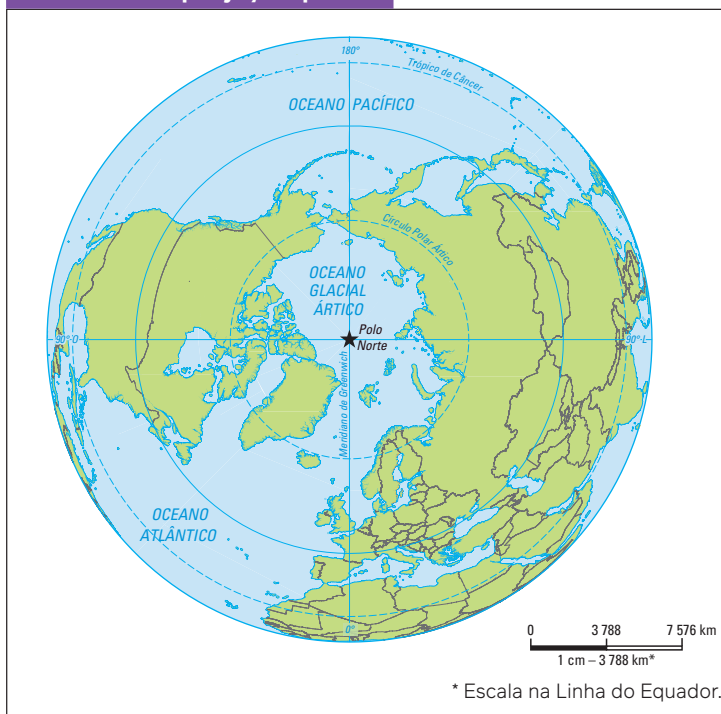 180°
Trópico de Câncer
OCEANO PACÍFICO
Círculo Polar Ártico
OCEANO
GLACIAL
ÁRTICO
Polo
Norte
90° O
90° L
Meridiano de Greenwich
OCEANO
ATLÂNTICO
0°
0 3 788 7 576 km
1 cm – 3 788 km*
* Escala na Linha do Equador.